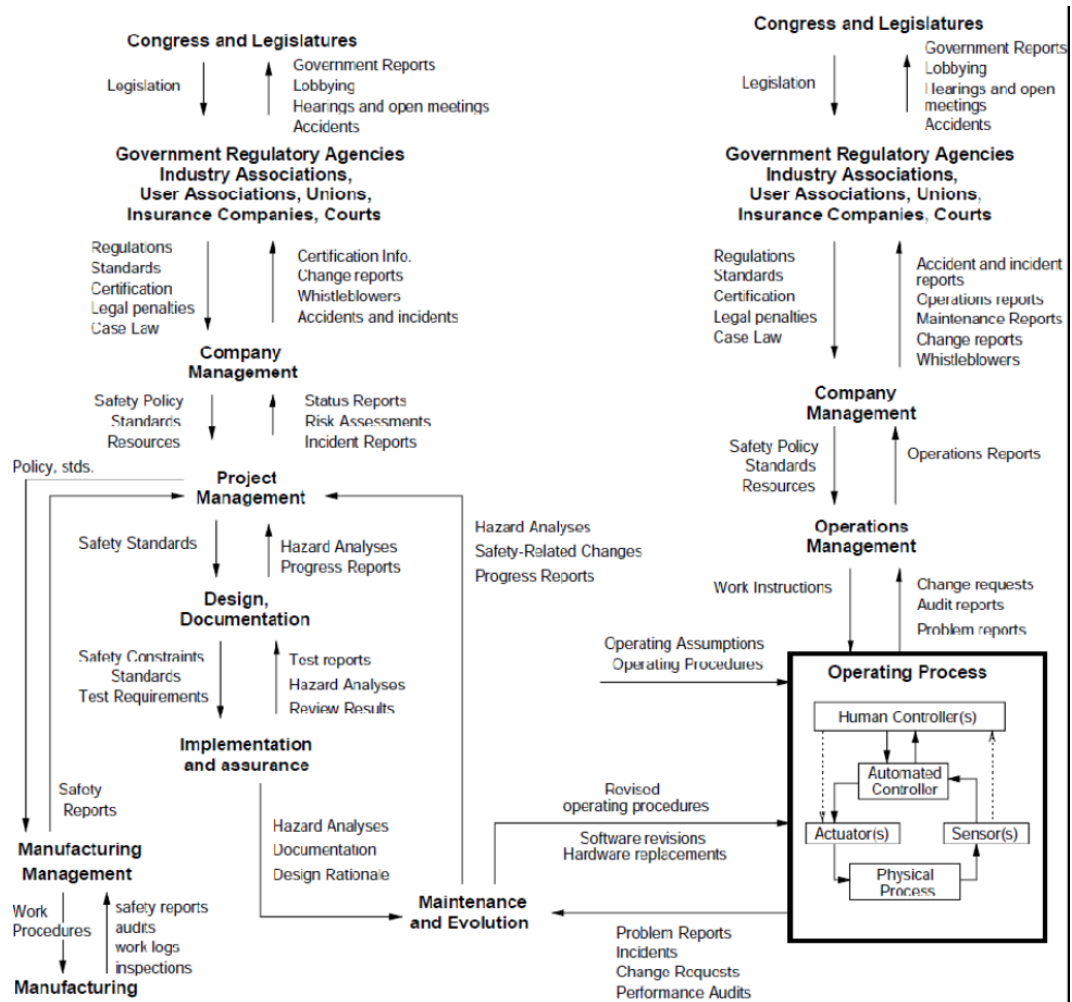 Congress and Legislatures
Legislation
Government Reports
Lobbying
Hearings and open meetings
Accidents
Government Regulatory Agencies
Industry Associations,
User Associations, Unions,
Insurance Companies, Courts
Regulations
Standards
Certification
Legal penalties
Case Law
Certification Info.
Change reports
Whistleblowers
Accidents and incidents
Company
Management
Safety Policy
Standards
Resources
Status Reports
Risk Assessments
Incident Reports
Policy, stds.
Project
Management
Safety Standards
Hazard Analyses
Progress Reports
Hazard Analyses
Safety-Related Changes
Progress Reports
Design,
Documentation
Safety Constraints
Standards
Test Requirements
Test reports
Hazard Analyses
Review Results
Implementation
and assurance
Safety
Reports
Hazard Analyses
Documentation
Design Rationale
Manufacturing
Management
Work
Procedures
safety reports
audits
work logs
inspections
Manufacturing
Maintenance
and Evolution
Congress and Legislatures
Legislation
Government Reports
Lobbying
Hearings and open
meetings
Accidents
Government Regulatory Agencies
Industry Associations,
User Associations, Unions,
Insurance Companies, Courts
Regulations
Standards
Certification
Legal penalties
Case Law
Accident and incident
reports
Operations reports
Maintenance Reports
Change reports
Whistleblowers
Company
Management
Safety Policy
Standards
Resources
Operations Reports
Operations
Management
Work Instructions
Change requests
Audit reports
Problem reports
Operating Assumptions
Operating Procedures
Operating Process
Human Controller(s)
Automated
Controller
Actuator(s)
Sensor(s)
Physical
Process
Revised
operating procedures
Software revisions
Hardware replacements
Problem Reports
Incidents
Change Requests
Performance Audits